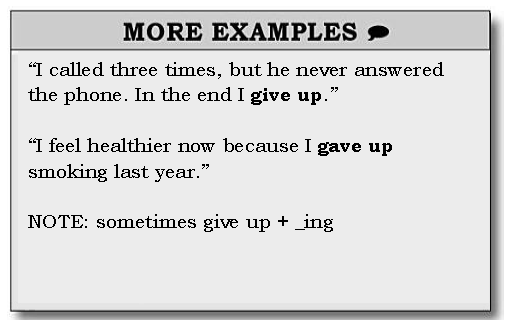 MORE EXAMPLES
“I called three times, but he never answered
the phone. In the end I give up.”
“I feel healthier now because I gave up
smoking last year.”
NOTE: sometimes give up + _ing